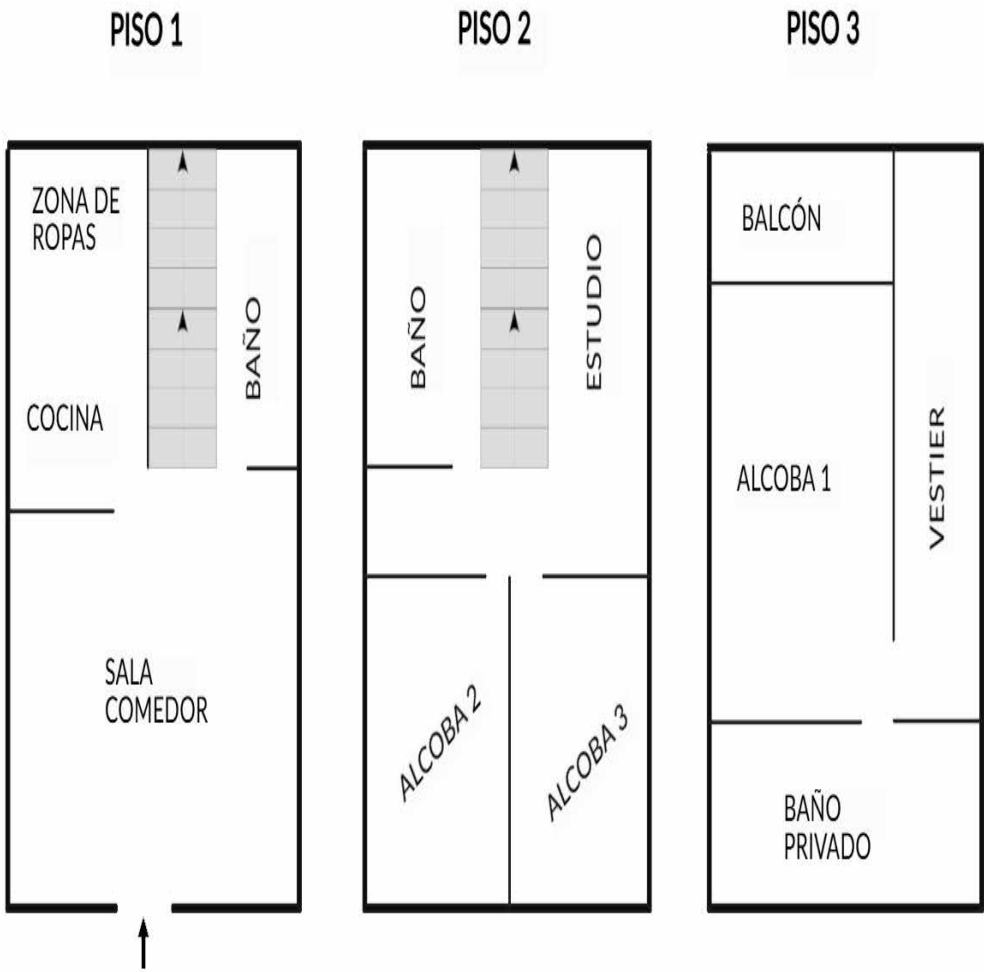 PISO 1
ZONA DE
ROPAS
BAÑO
COCINA
SALA
COMEDOR
PISO 2
BAÑO
ESTUDIO
ALCOBA 2
ALCOBA 3
PISO 3
BALCÓN
ALCOBA 1
VESTIER
BAÑO
PRIVADO